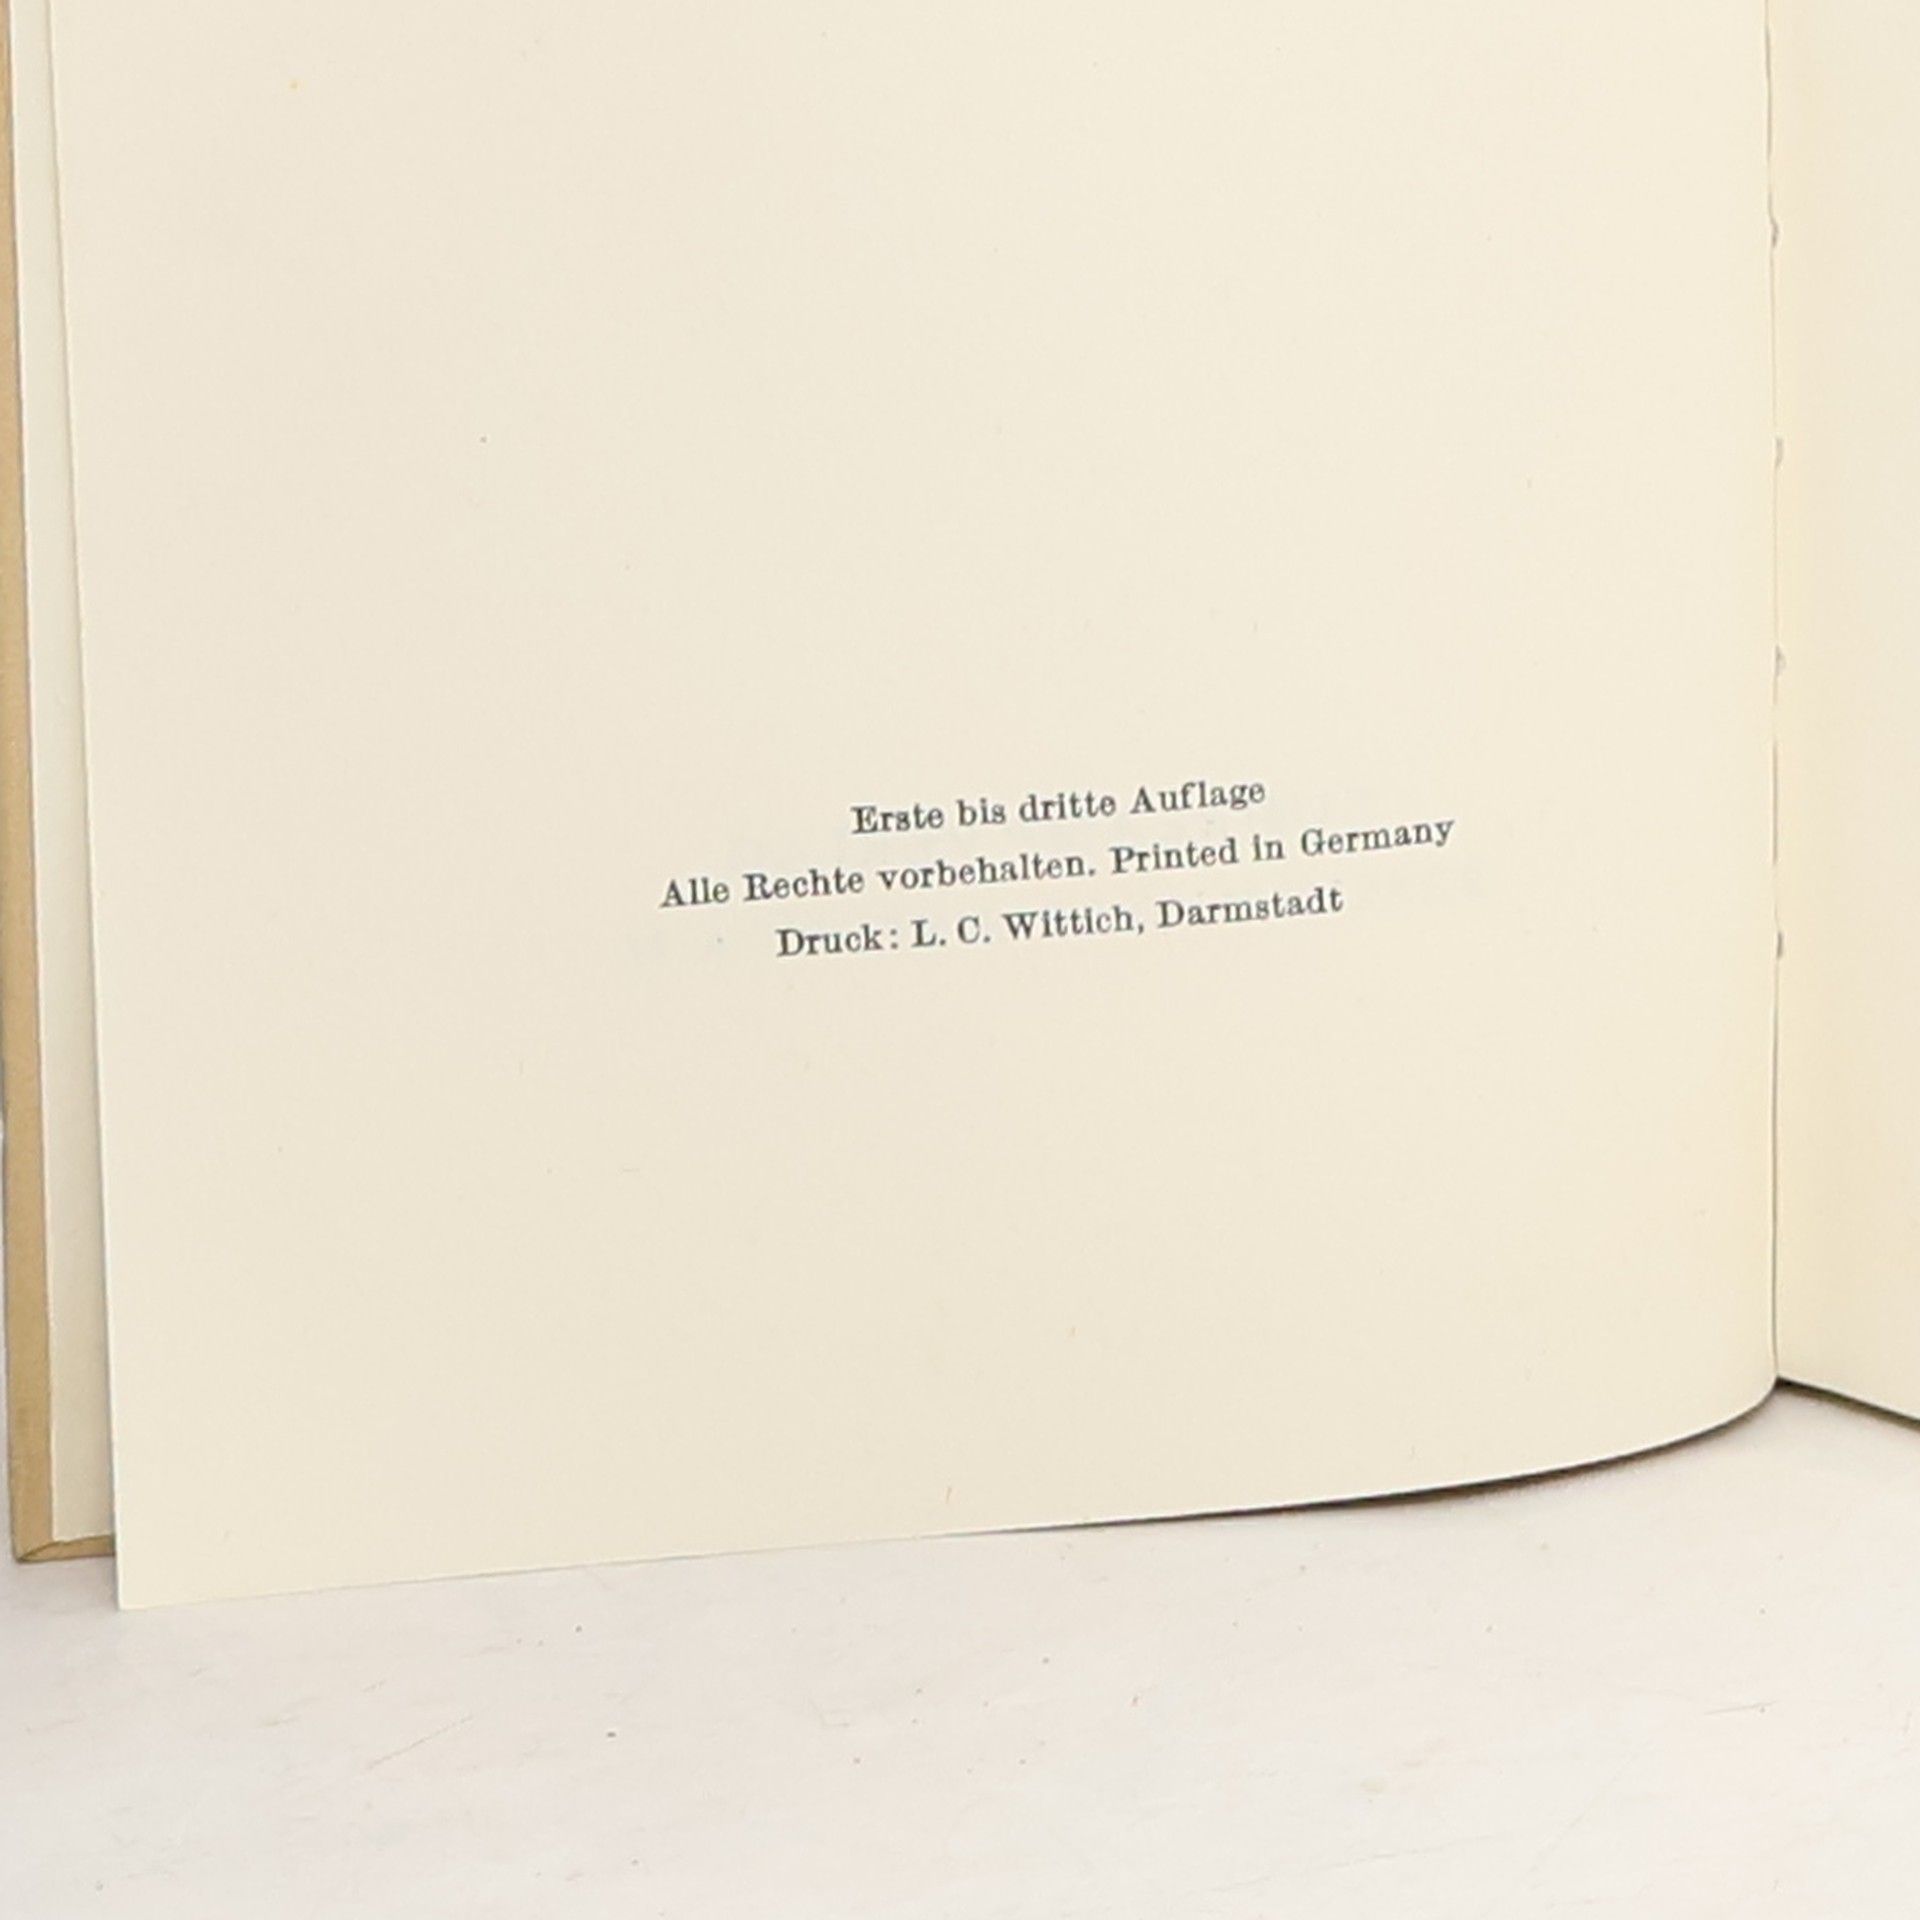 Erste bis dritte Auflage
Alle Rechte vorbehalten. Printed in Germany
Druck: L. C. Wittich, Darmstadt